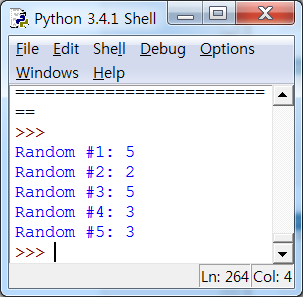 Python 3.4.1 Shell
File Edit Shell Debug Options
Windows Help
=========================
==
>>>
Random #1: 5
Random #2: 2
Random #3: 5
Random #4: 3
Random #5: 3
>>>
Ln: 264 Col: 4